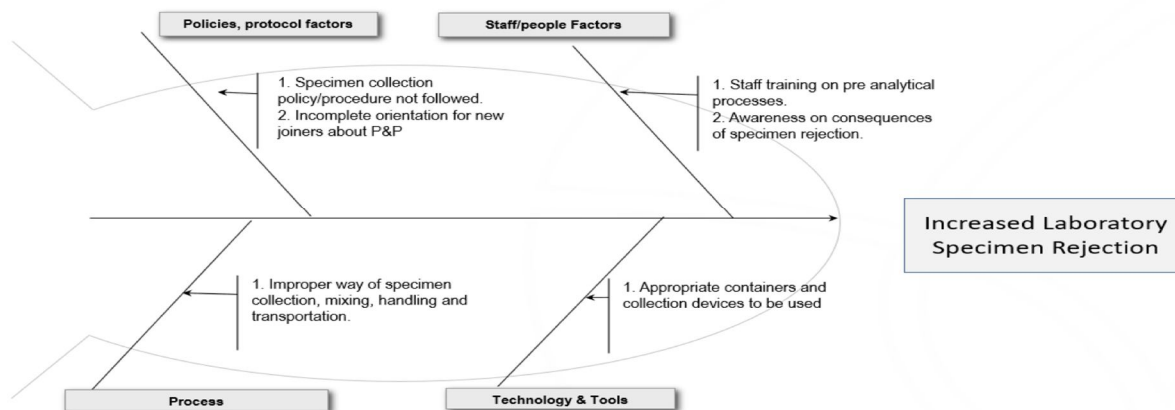 Policies, protocol factors
Staff/people Factors
1. Specimen collection
policy/procedure not followed.
2. Incomplete orientation for new
joiners about P&P
1. Staff training on pre analytical
processes.
2. Awareness on consequences
of specimen rejection.
Increased Laboratory
Specimen Rejection
1. Improper way of specimen
collection, mixing, handling and
transportation.
1. Appropriate containers and
collection devices to be used
Process
Technology & Tools